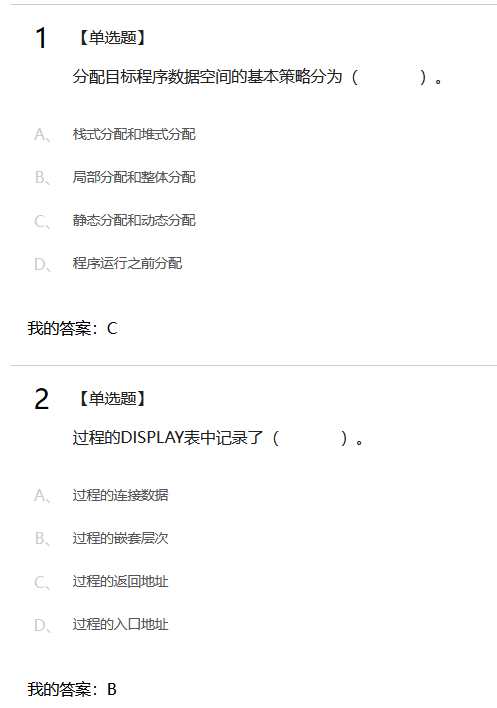 1 【单选题】
分配目标程序数据空间的基本策略分为（ ）。
A、 栈式分配和堆式分配
B、 局部分配和整体分配
C、 静态分配和动态分配
D、 程序运行之前分配
我的答案：C
2 【单选题】
过程的DISPLAY表中记录了（ ）。
A、 过程的连接数据
B、 过程的嵌套层次
C、 过程的返回地址
D、 过程的入口地址
我的答案：B